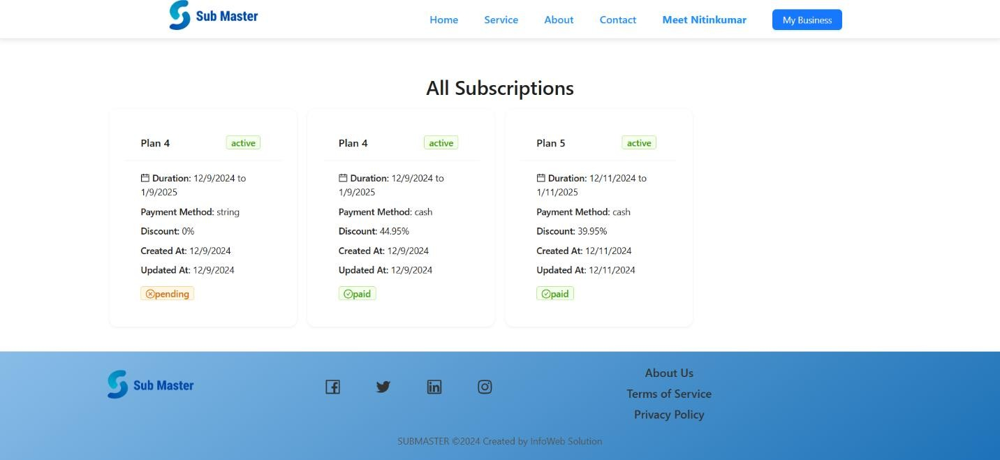 Sub Master
Home Service About Contact Meet Nitinkumar My Business
All Subscriptions
Plan 4 active
Duration: 12/9/2024 to
1/9/2025
Payment Method: string
Discount: 0%
Created At: 12/9/2024
Updated At: 12/9/2024
pending
Plan 4 active
Duration: 12/9/2024 to
1/9/2025
Payment Method: cash
Discount: 44.95%
Created At: 12/9/2024
Updated At: 12/9/2024
paid
Plan 5 active
Duration: 12/11/2024 to
1/11/2025
Payment Method: cash
Discount: 39.95%
Created At: 12/11/2024
Updated At: 12/11/2024
paid
Sub Master
About Us
Terms of Service
Privacy Policy
SUBMASTER ©2024 Created by InfoWeb Solution